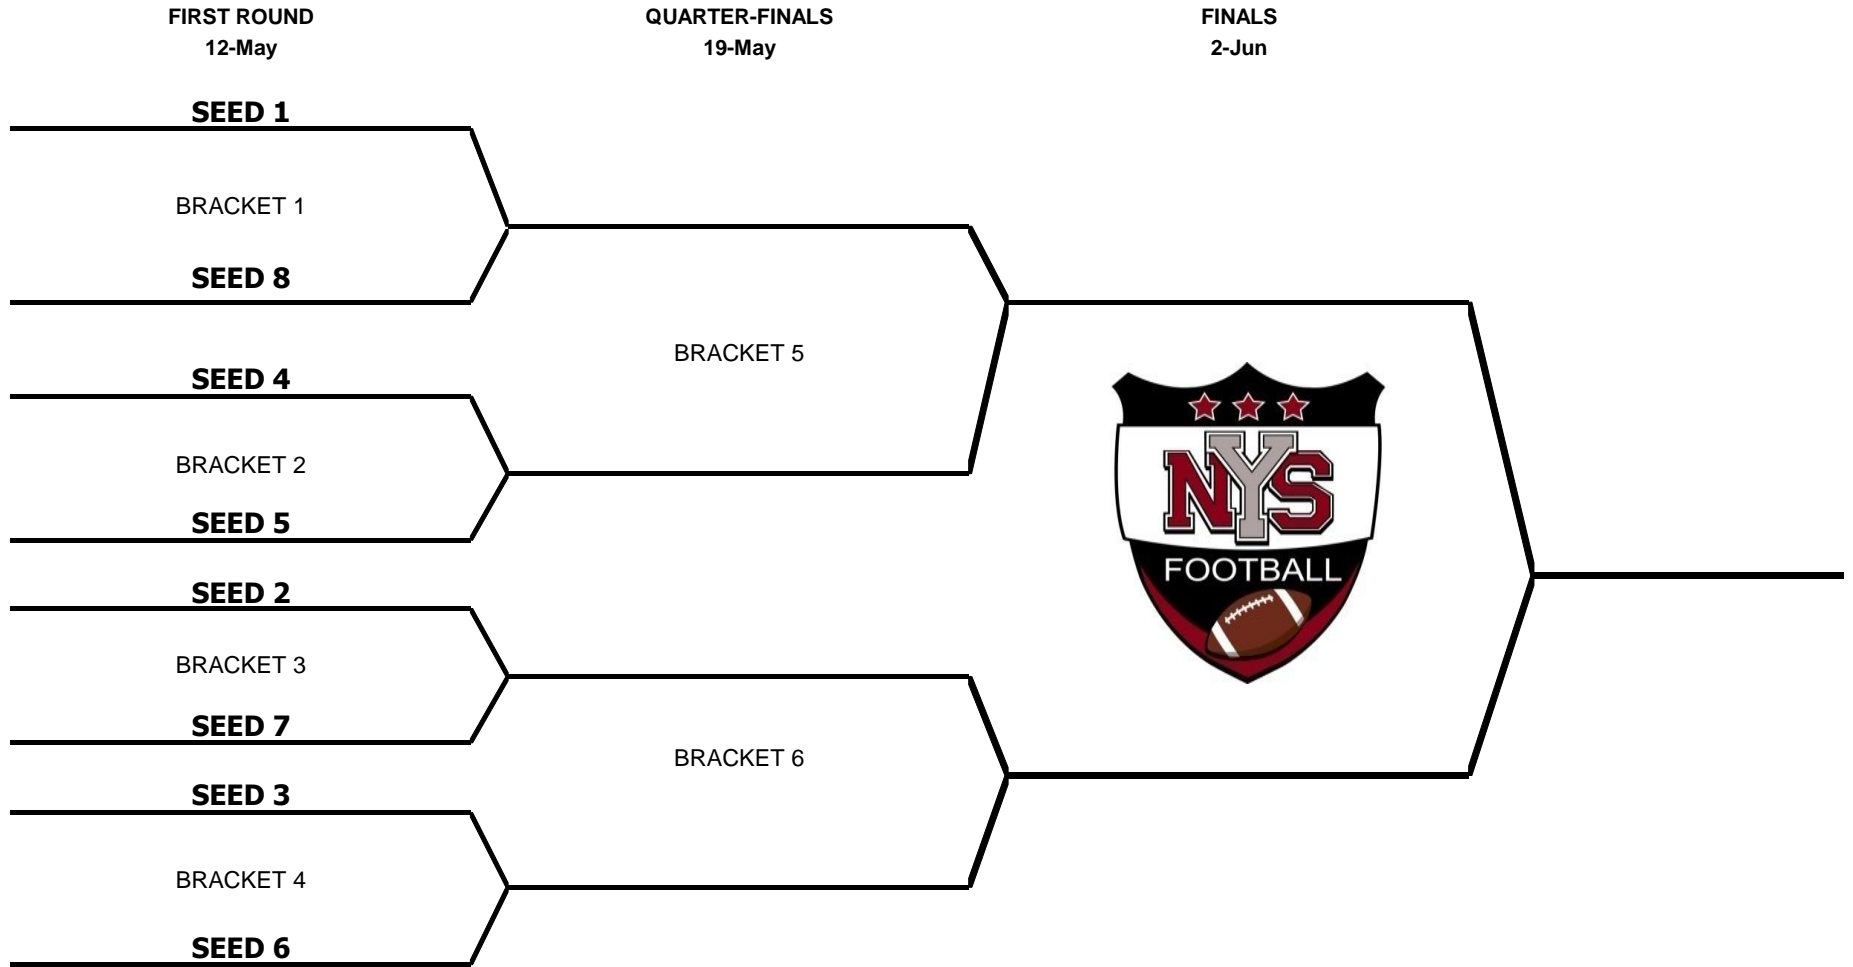 FIRST ROUND
12-May
QUARTER-FINALS
19-May
FINALS
2-Jun
SEED 1
BRACKET 1
SEED 8
SEED 4
BRACKET 2
SEED 5
SEED 2
BRACKET 3
SEED 7
SEED 3
BRACKET 4
SEED 6
BRACKET 5
BRACKET 6
NYS
FOOTBALL